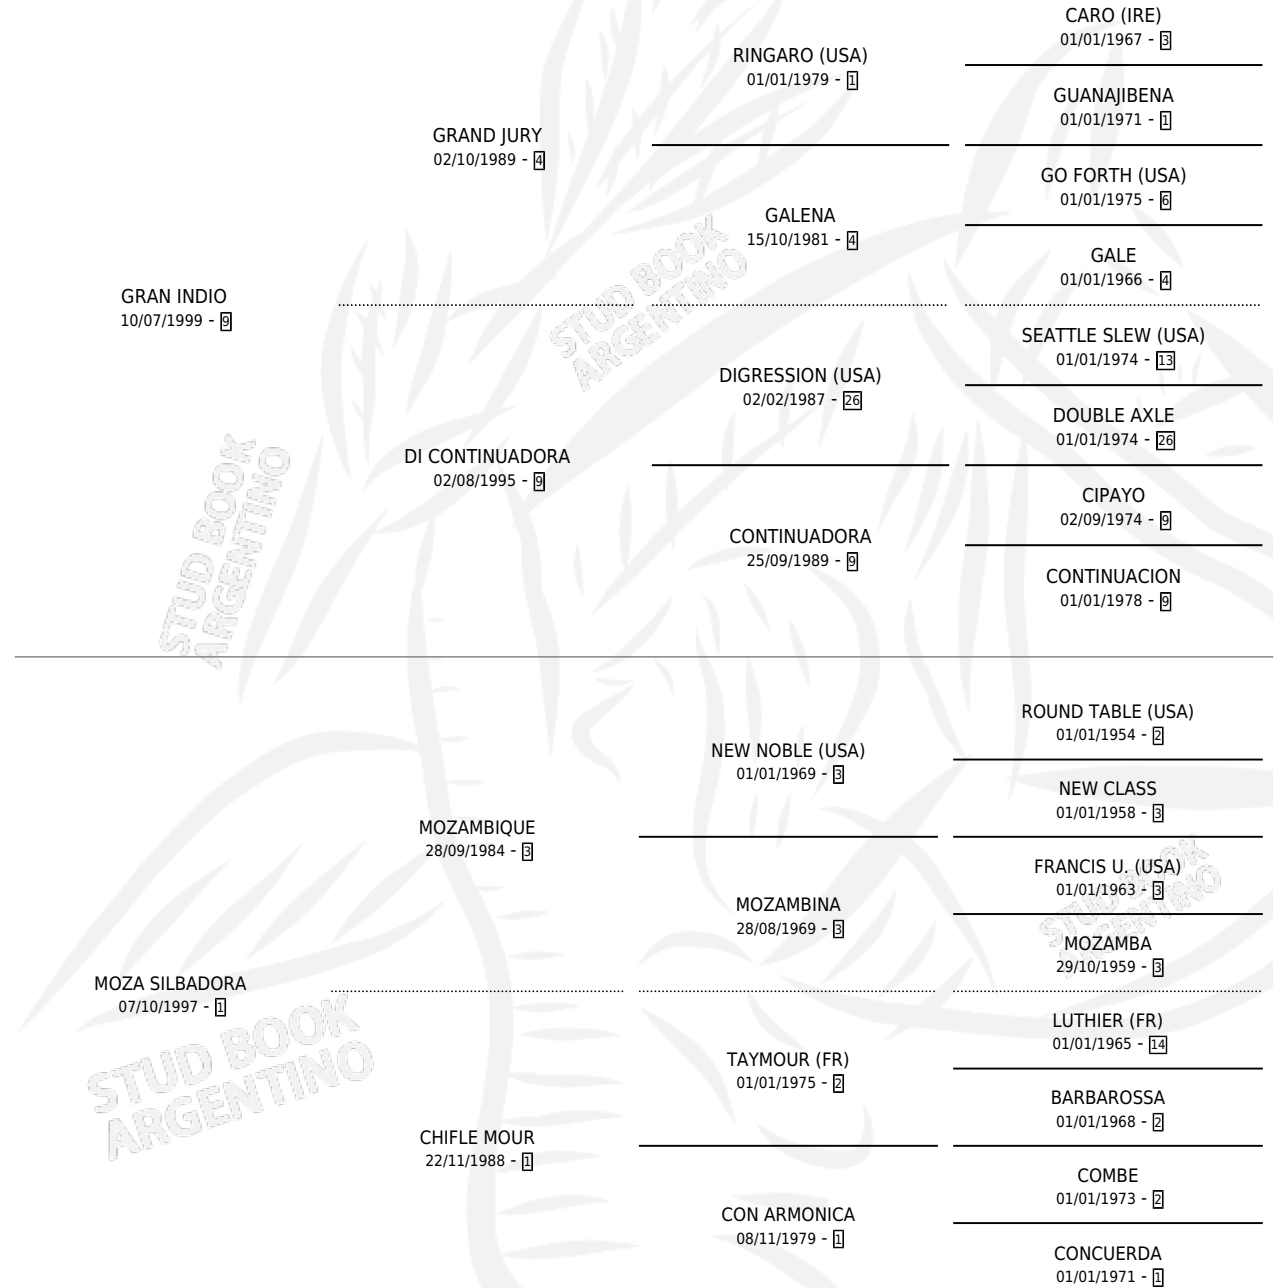 CARO (IRE)
01/01/1967 - 3
RINGARO (USA)
01/01/1979 - 1
GUANAJIBENA
01/01/1971 - 1
GRAND JURY
02/10/1989 - 4
GO FORTH (USA)
01/01/1975 - 6
GALENA
15/10/1981 - 4
GALE
01/01/1966 - 4
GRAN INDIO
10/07/1999 - 9
STUD BOOK
ARGENTINO
SEATTLE SLEW (USA)
01/01/1974 - 13
DIGRESSION (USA)
02/02/1987 - 26
DOUBLE AXLE
01/01/1974 - 26
DI CONTINUADORA
02/08/1995 - 9
CIPAYO
02/09/1974 - 9
CONTINUADORA
25/09/1989 - 9
CONTINUACION
01/01/1978 - 9
STUD BOOK
ARGENTINO
ROUND TABLE (USA)
01/01/1954 - 2
NEW NOBLE (USA)
01/01/1969 - 3
NEW CLASS
01/01/1958 - 3
MOZAMBIQUE
28/09/1984 - 3
FRANCIS U. (USA)
01/01/1963 - 3
MOZAMBINA
28/08/1969 - 3
MOZAMBA
29/10/1959 - 3
STUD BOOK
ARGENTINO
MOZA SILBADORA
07/10/1997 - 1
LUTHIER (FR)
01/01/1965 - 14
TAYMOUR (FR)
01/01/1975 - 2
BARBAROSSA
01/01/1968 - 2
STUD BOOK
ARGENTINO
CHIFLE MOUR
22/11/1988 - 1
COMBE
01/01/1973 - 2
CON ARMONICA
08/11/1979 - 1
CONCUERDA
01/01/1971 - 1